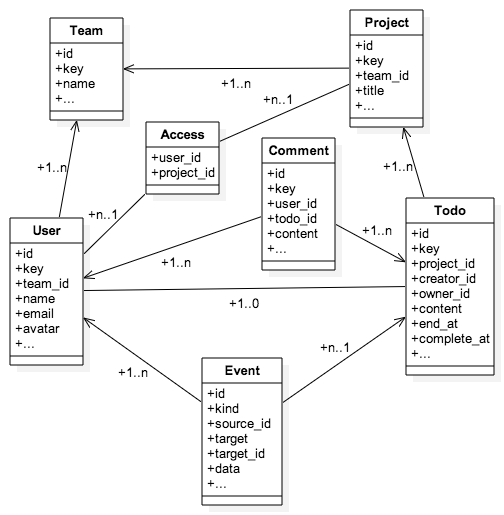 Team
+id
+key
+name
+...
Project
+id
+key
+team_id
+title
+...
+1..n
+n..1
Access
+user_id
+project_id
Comment
+id
+key
+user_id
+todo_id
+content
+...
+1..n
+1..n
+n..1
+1..n
User
+id
+key
+team_id
+name
+email
+avatar
+...
Todo
+id
+key
+project_id
+creator_id
+owner_id
+content
+end_at
+complete_at
+...
+1..n
+1..0
+1..n
+n..1
Event
+id
+kind
+source_id
+target
+target_id
+data
+...